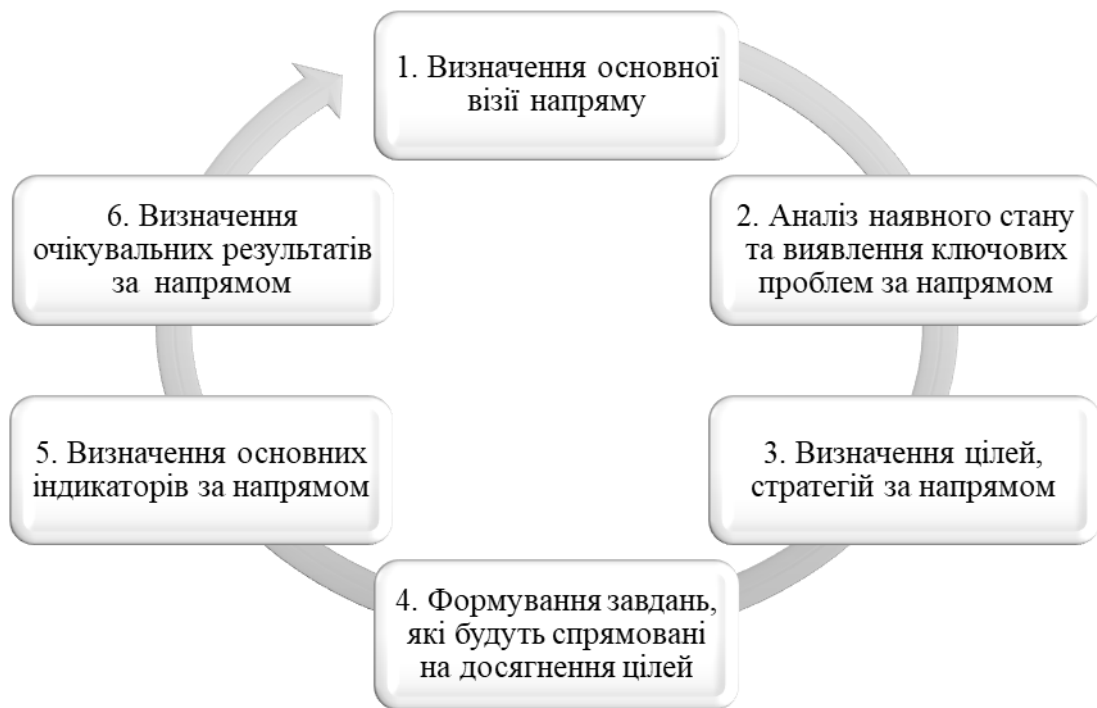 1. Визначення основної
візії напряму
2. Аналіз наявного стану
та виявлення ключових
проблем за напрямом
3. Визначення цілей,
стратегій за напрямом
4. Формування завдань,
які будуть спрямовані
на досягнення цілей
5. Визначення основних
індикаторів за напрямом
6. Визначення
очікувальних результатів
за напрямом